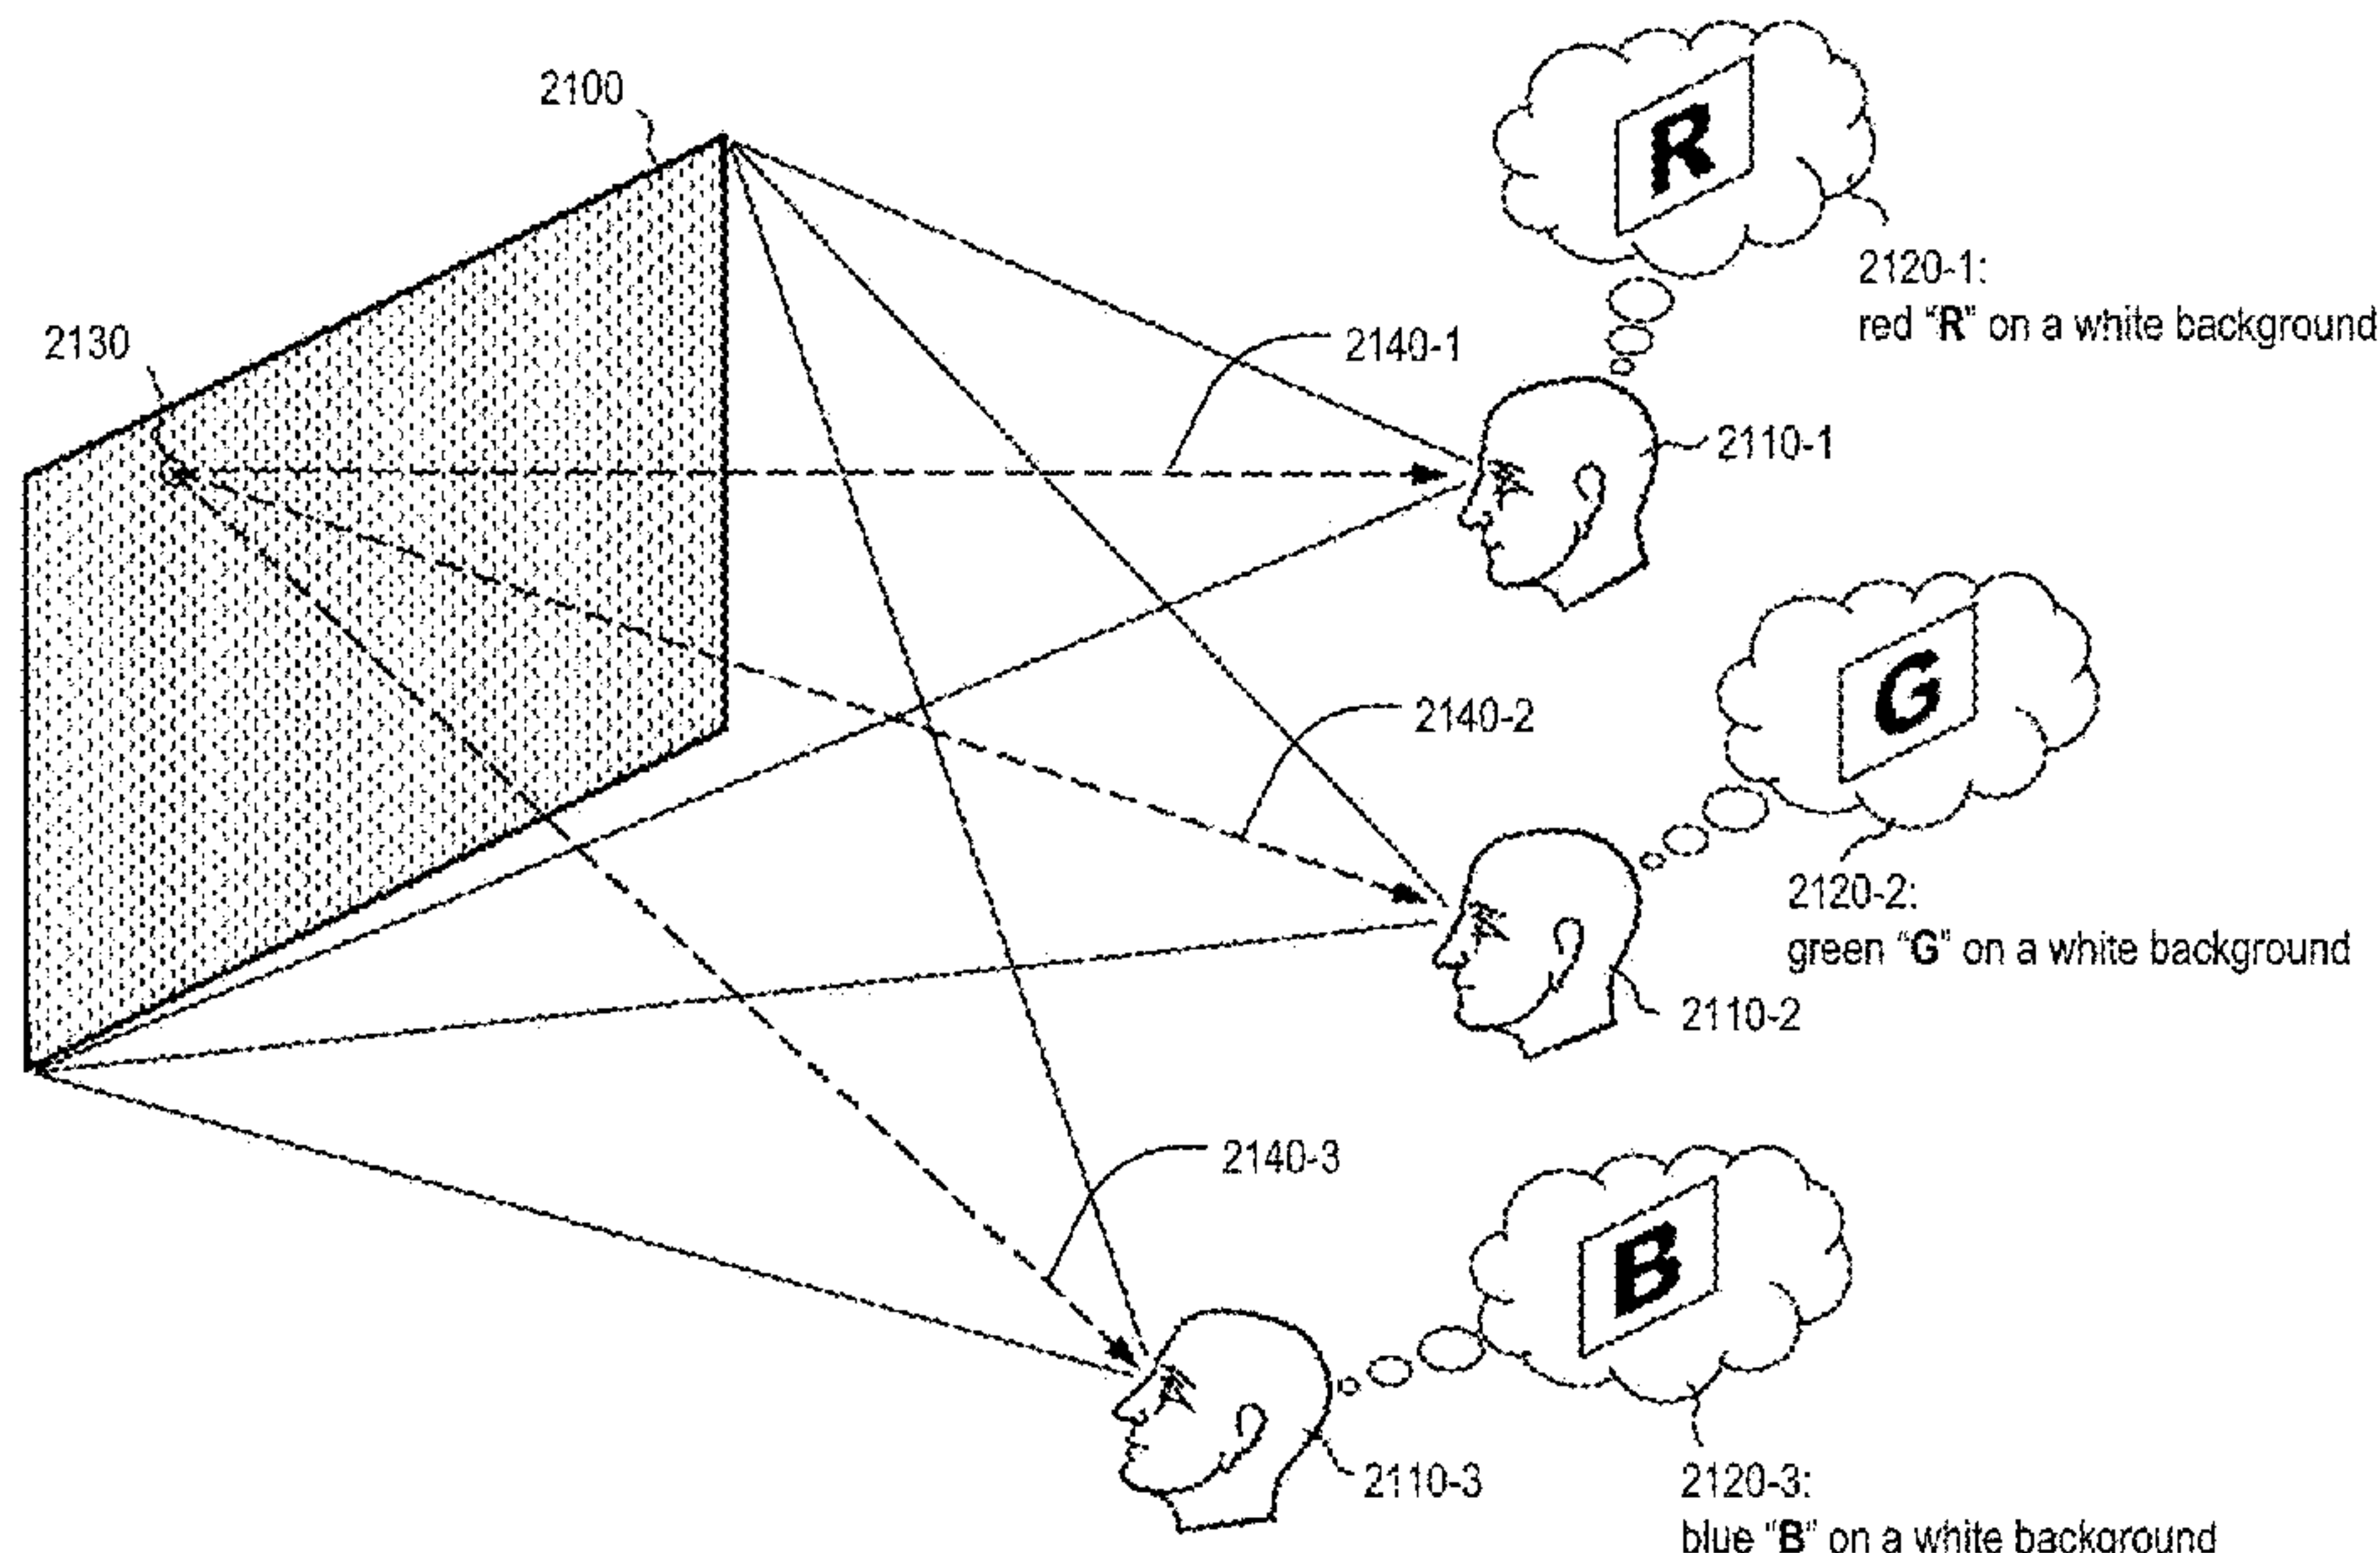 2100
R
2120-1:
red "R" on a white background
2130
2140-1
2110-1
G
2140-2
2120-2:
green "G" on a white background
2110-2
2140-3
B
2110-3
2120-3:
blue "B" on a white background